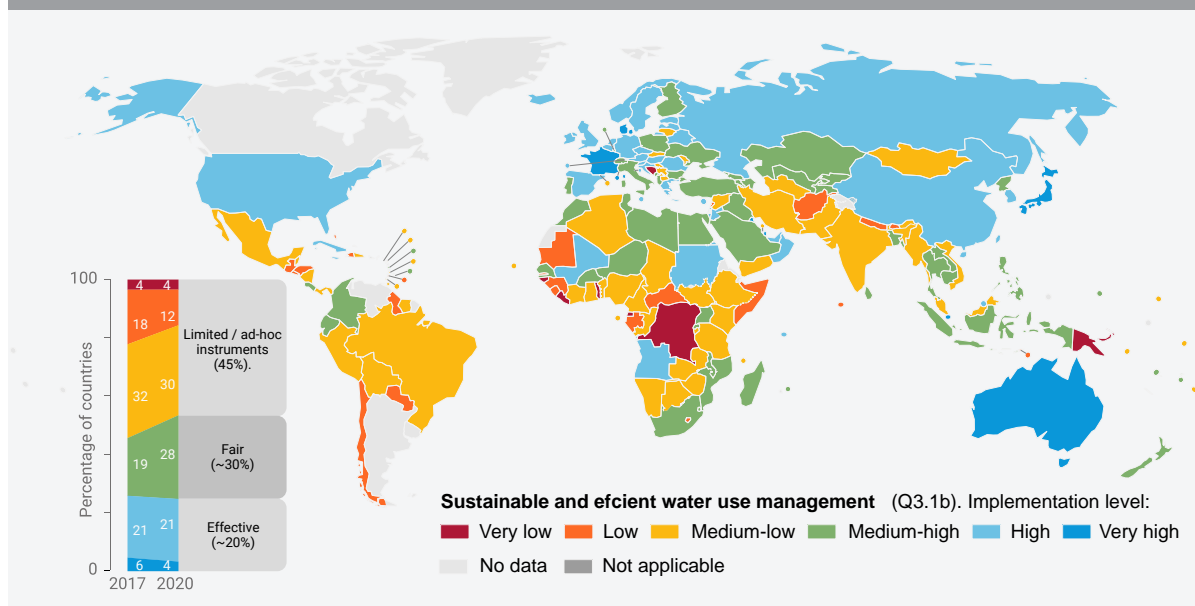 100
4 4
18 12
32 30
19 28
21 21
6 4
0
2017 2020
Percentage of countries
Limited / ad-hoc
instruments
(45%).
Fair
(~30%)
Effective
(~20%)
Sustainable and efcient water use management (Q3.1b). Implementation level:
Very low Low Medium-low Medium-high High Very high
No data Not applicable